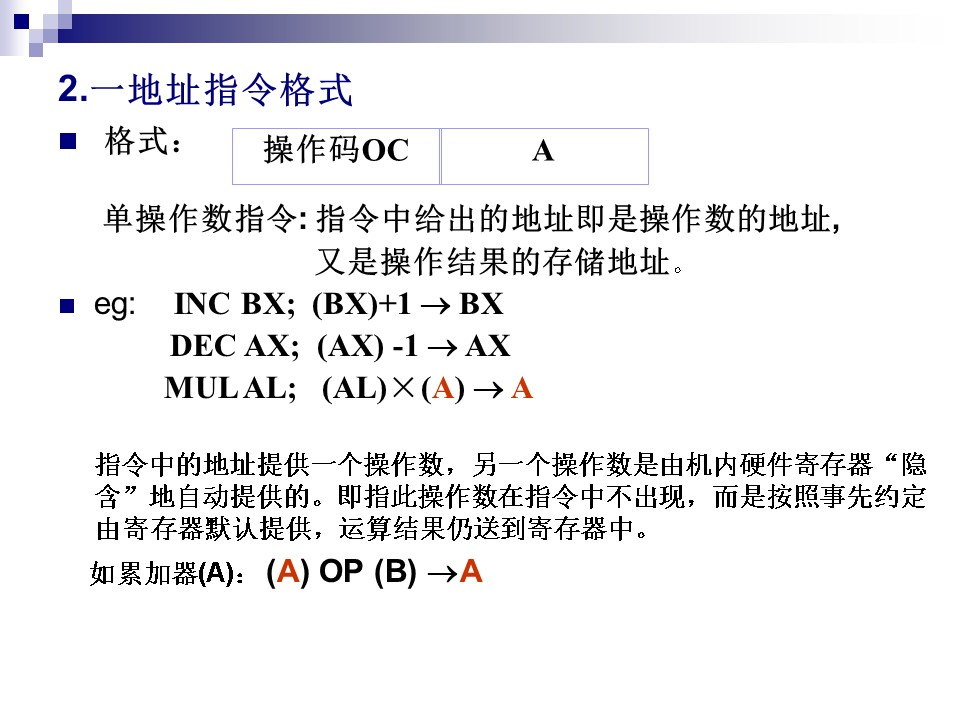 2.一地址指令格式
■ 格式：
操作码OC A
单操作数指令: 指令中给出的地址即是操作数的地址,
又是操作结果的存储地址。
■ eg: INC BX; (BX)+1 → BX
DEC AX; (AX) -1 → AX
MUL AL; (AL)×(A) → A
指令中的地址提供一个操作数，另一个操作数是由机内硬件寄存器“隐
含”地自动提供的。即指此操作数在指令中不出现，而是按照事先约定
由寄存器默认提供，运算结果仍送到寄存器中。
如累加器(A)：(A) OP (B) →A